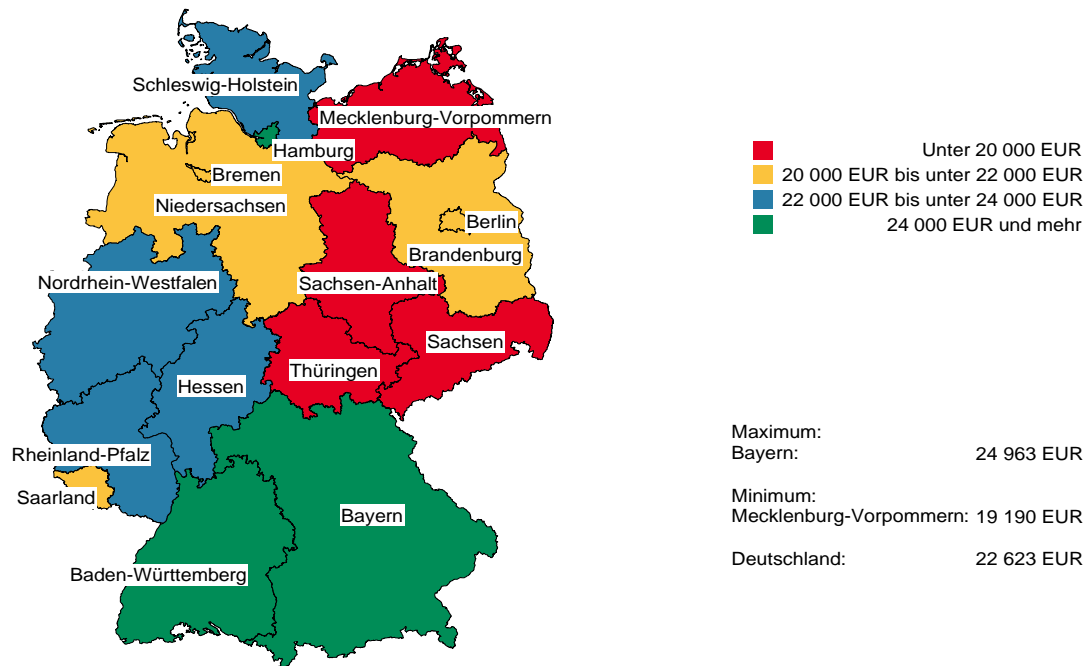 Schleswig-Holstein
Mecklenburg-Vorpommern
Hamburg
Bremen
Niedersachsen
Berlin
Brandenburg
Nordrhein-Westfalen
Sachsen-Anhalt
Sachsen
Thüringen
Hessen
Rheinland-Pfalz
Saarland
Bayern
Baden-Württemberg
Unter 20 000 EUR
20 000 EUR bis unter 22 000 EUR
22 000 EUR bis unter 24 000 EUR
24 000 EUR und mehr
Maximum:
Bayern: 24 963 EUR
Minimum:
Mecklenburg-Vorpommern: 19 190 EUR
Deutschland: 22 623 EUR